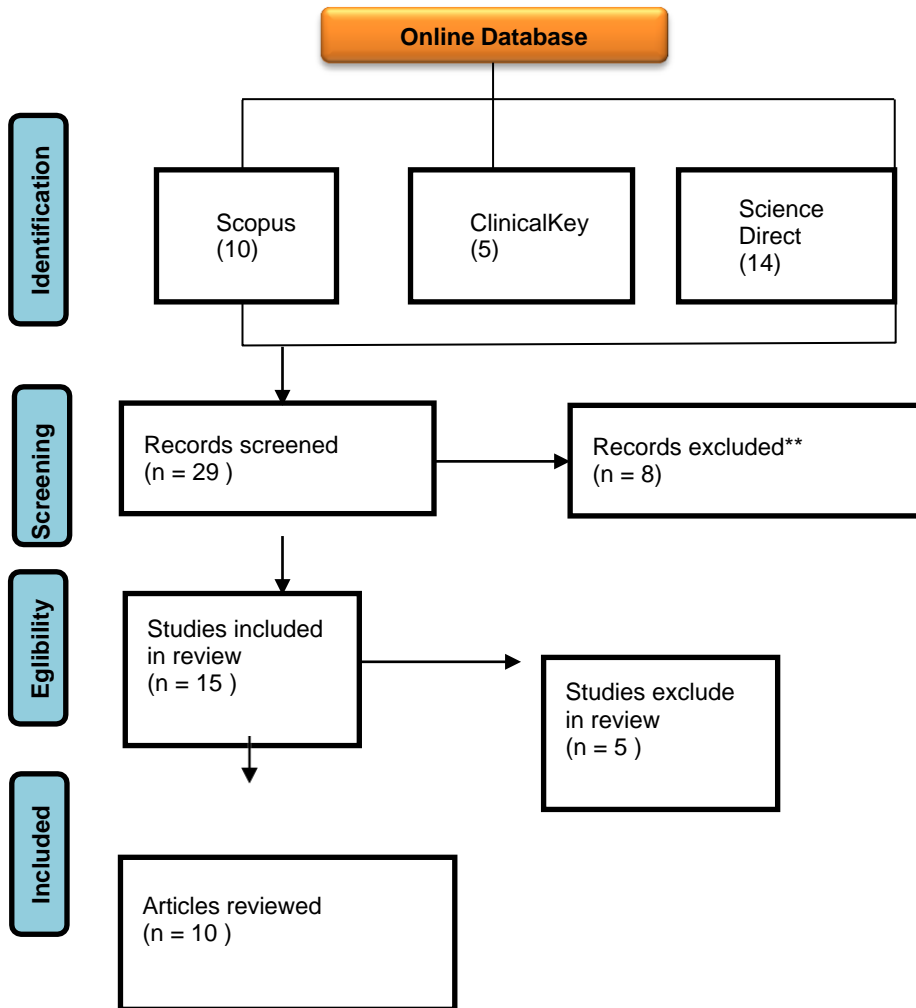 Online Database
Identification
Scopus
(10)
ClinicalKey
(5)
Science
Direct
(14)
Screening
Records screened
(n = 29 )
Records excluded**
(n = 8)
Eglibility
Studies included
in review
(n = 15 )
Studies exclude
in review
(n = 5 )
Included
Articles reviewed
(n = 10 )